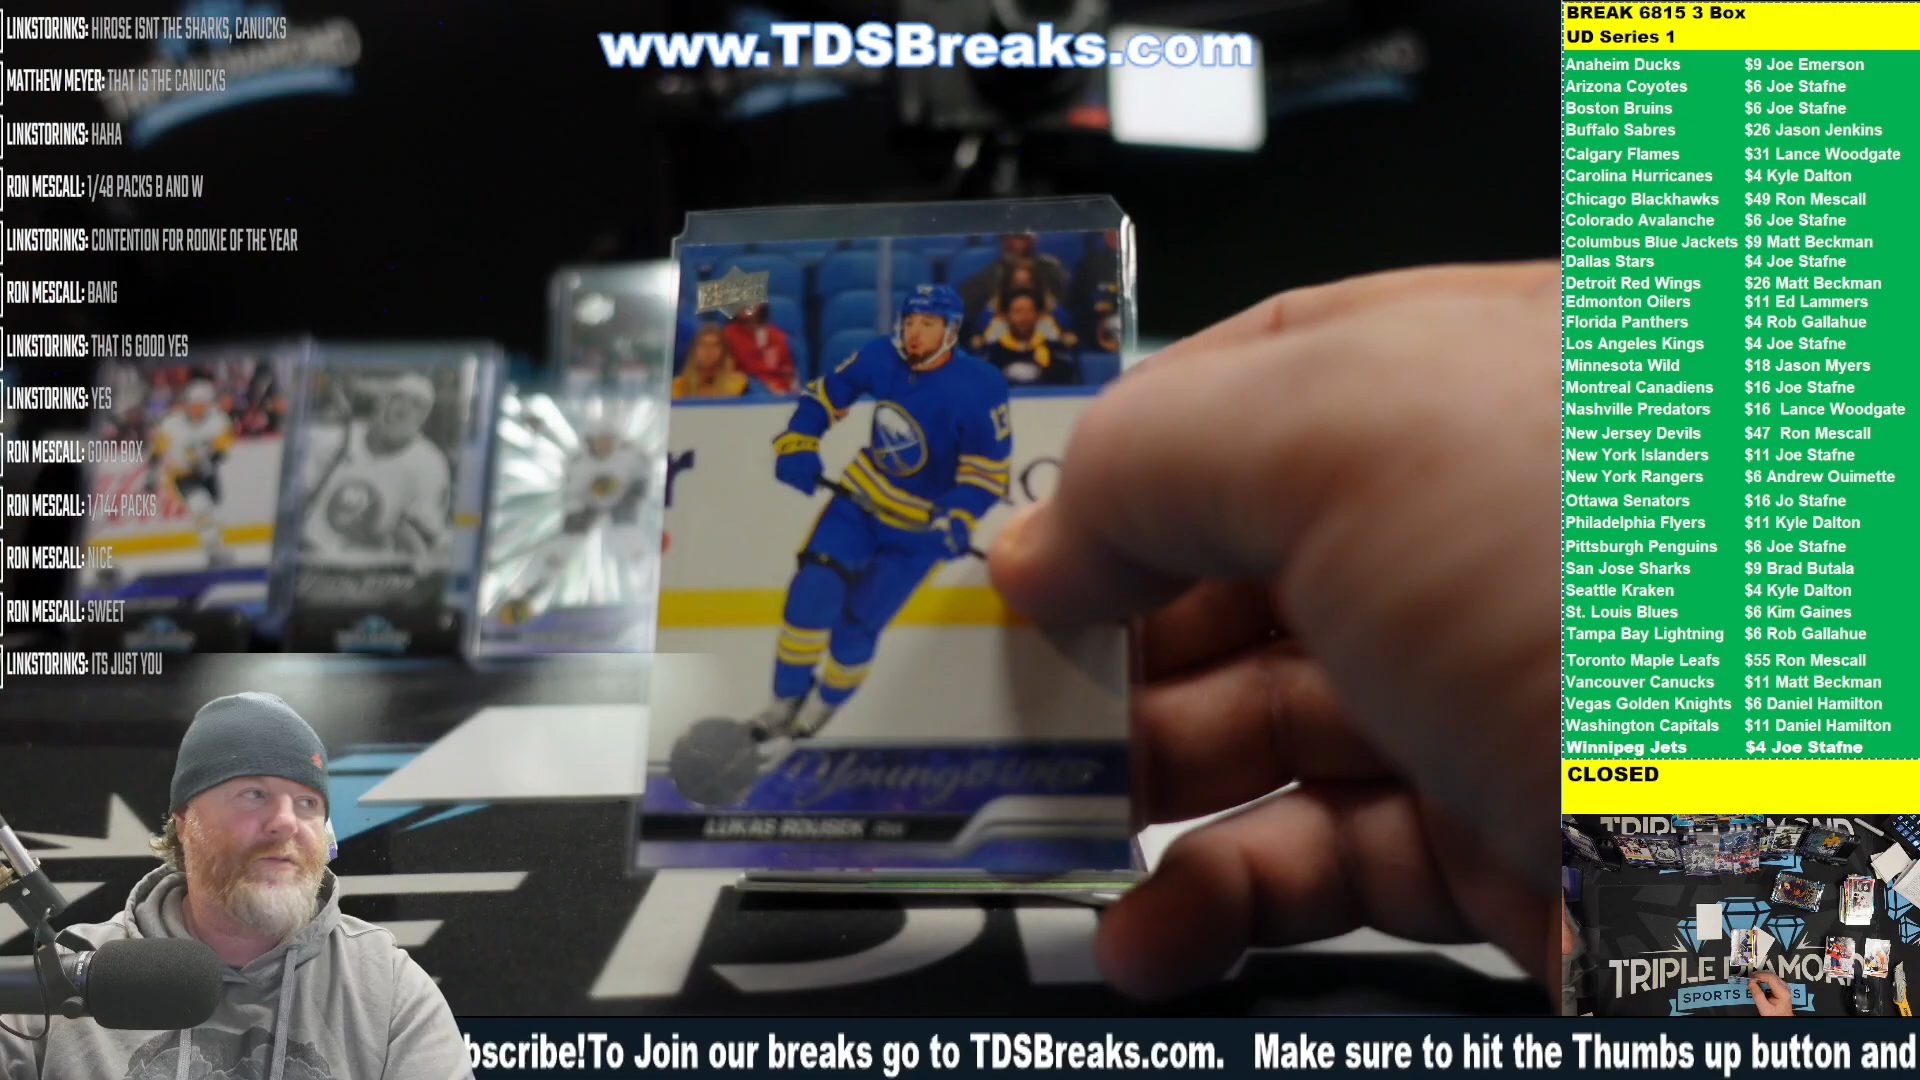 LINKSTORINKS: HIROSE ISNT THE SHARKS, CANUCKS
MATTHEW MEYER: THAT IS THE CANUCKS
LINKSTORINKS: HAHA
RON MESCALL: 1/48 PACKS B AND W
LINKSTORINKS: CONTENTION FOR ROOKIE OF THE YEAR
RON MESCALL: BANG
LINKSTORINKS: THAT IS GOOD YES
LINKSTORINKS: YES
RON MESCALL: GOOD BOX
RON MESCALL: 1/144 PACKS
RON MESCALL: NICE
RON MESCALL: SWEET
LINKSTORINKS: ITS JUST YOU
www.TDSBreaks.com
13
Young GUNS
LUKAS ROUSEK
BREAK 6815 3 Box
UD Series 1
Anaheim Ducks $9 Joe Emerson
Arizona Coyotes $6 Joe Stafne
Boston Bruins $6 Joe Stafne
Buffalo Sabres $26 Jason Jenkins
Calgary Flames $31 Lance Woodgate
Carolina Hurricanes $4 Kyle Dalton
Chicago Blackhawks $49 Ron Mescall
Colorado Avalanche $6 Joe Stafne
Columbus Blue Jackets $9 Matt Beckman
Dallas Stars $4 Joe Stafne
Detroit Red Wings $26 Matt Beckman
Edmonton Oilers $11 Ed Lammers
Florida Panthers $4 Rob Gallahue
Los Angeles Kings $4 Joe Stafne
Minnesota Wild $18 Jason Myers
Montreal Canadiens $16 Joe Stafne
Nashville Predators $16 Lance Woodgate
New Jersey Devils $47 Ron Mescall
New York Islanders $11 Joe Stafne
New York Rangers $6 Andrew Ouimette
Ottawa Senators $16 Jo Stafne
Philadelphia Flyers $11 Kyle Dalton
Pittsburgh Penguins $6 Joe Stafne
San Jose Sharks $9 Brad Butala
Seattle Kraken $4 Kyle Dalton
St. Louis Blues $6 Kim Gaines
Tampa Bay Lightning $6 Rob Gallahue
Toronto Maple Leafs $55 Ron Mescall
Vancouver Canucks $11 Matt Beckman
Vegas Golden Knights $6 Daniel Hamilton
Washington Capitals $11 Daniel Hamilton
Winnipeg Jets $4 Joe Stafne
CLOSED
TRIPLE DIAMOND
SPORTS
bscribe!To Join our breaks go to TDSBreaks.com. Make sure to hit the Thumbs up button and